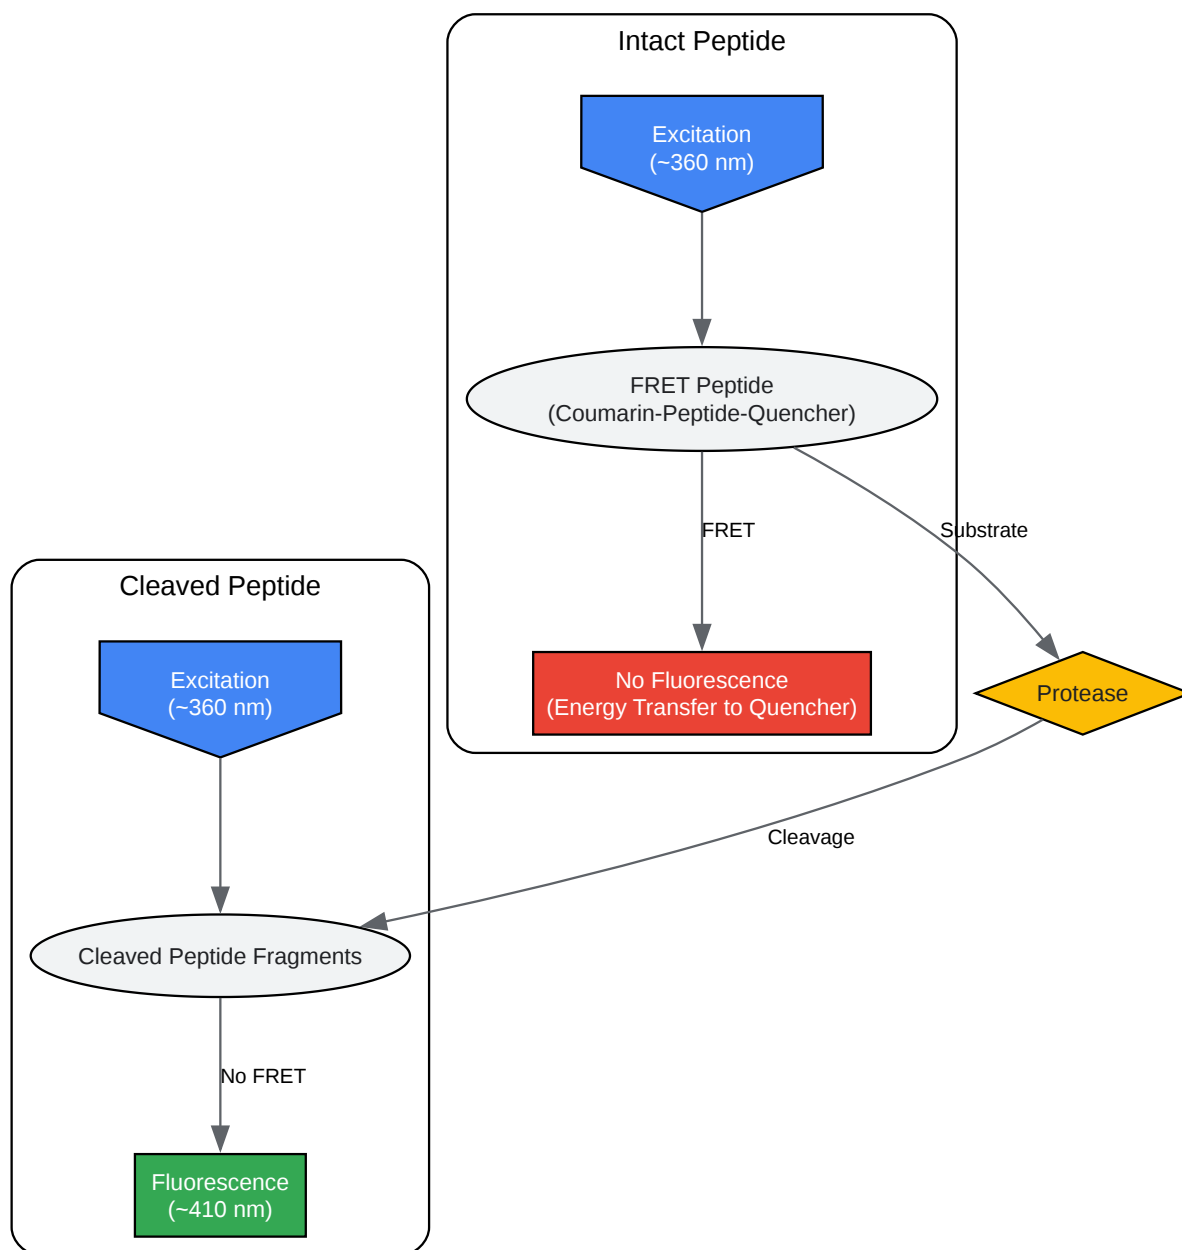 Intact Peptide
Excitation
(~360 nm)
FRET Peptide
(Coumarin-Peptide-Quencher)
FRET
Substrate
No Fluorescence
(Energy Transfer to Quencher)
Protease
Cleavage
Cleaved Peptide
Excitation
(~360 nm)
Cleaved Peptide Fragments
No FRET
Fluorescence
(~410 nm)